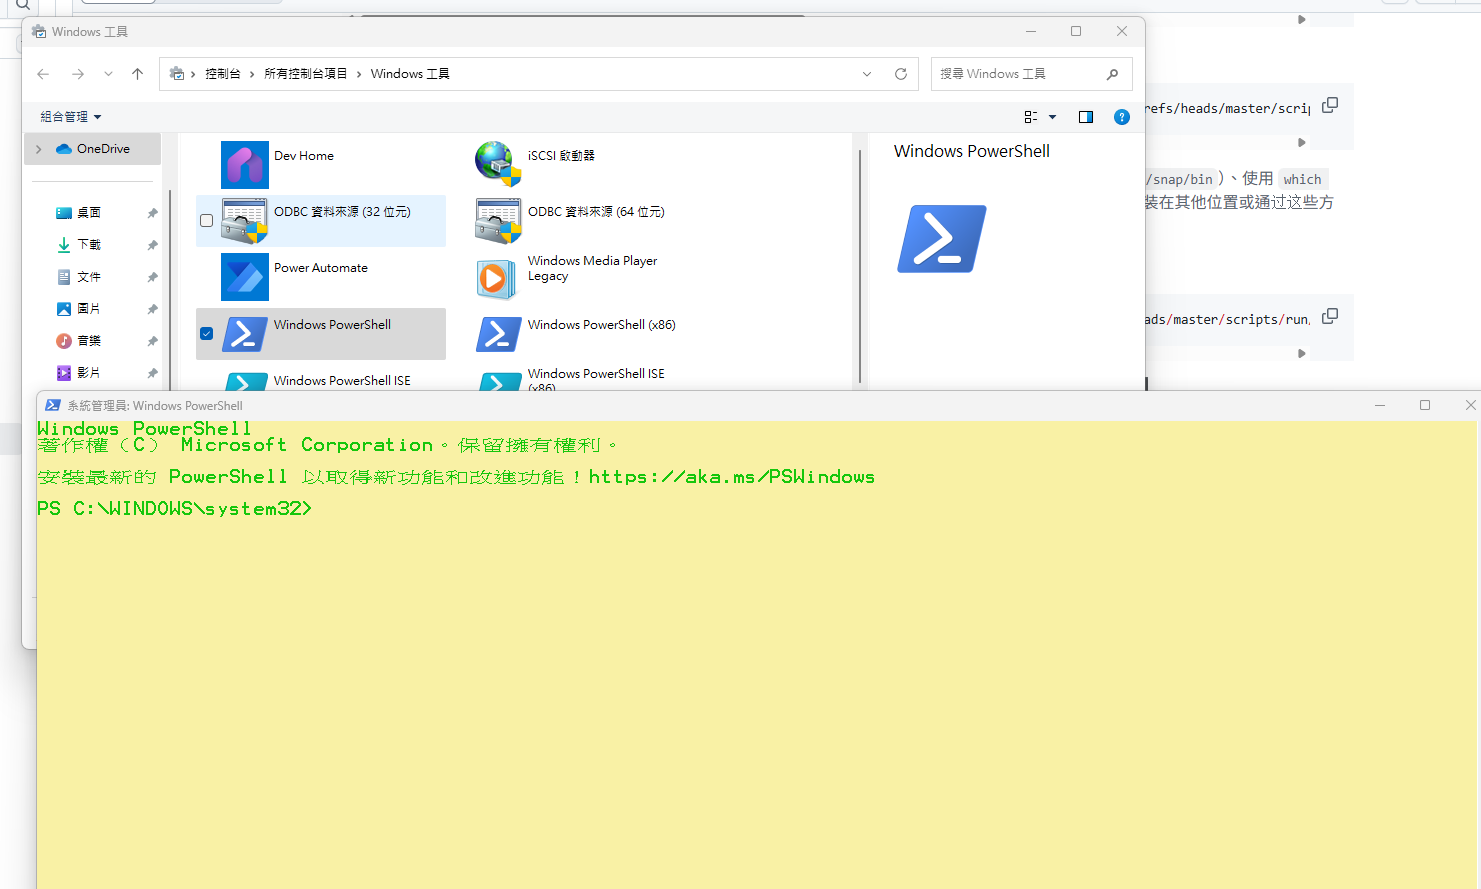 Windows 工具
控制台 › 所有控制台項目 › Windows 工具
搜尋 Windows 工具
組合管理
OneDrive
桌面
下載
文件
圖片
音樂
影片
Dev Home
iSCSI 啟動器
ODBC 資料來源 (32 位元)
ODBC 資料來源 (64 位元)
Power Automate
Windows Media Player
Legacy
Windows PowerShell
Windows PowerShell (x86)
Windows PowerShell ISE
Windows PowerShell ISE
(x86)
Windows PowerShell
refs/heads/master/scrip
/snap/bin )、使用 which
裝在其他位置或通过这些方
ads/master/scripts/run,
系統管理員: Windows PowerShell
Windows PowerShell
著作權（C） Microsoft Corporation。保留擁有權利。
安裝最新的 PowerShell 以取得新功能和改進功能！https://aka.ms/PSWindows
PS C:\WINDOWS\system32>